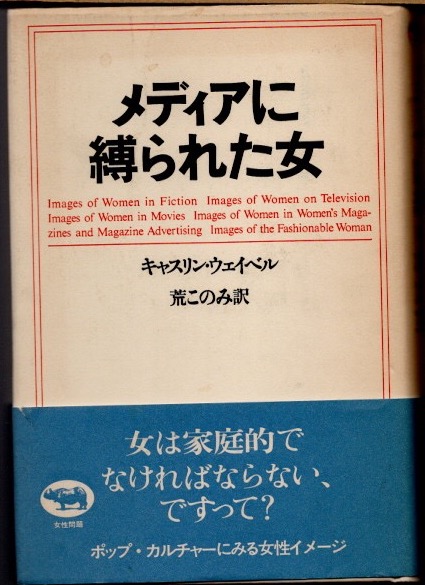 メディアに
縛られた女
Images of Women in Fiction Images of Women on Television
Images of Women in Movies Images of Women in Women's Maga-
zines and Magazine Advertising Images of the Fashionable Woman
キャスリン・ウェイベル
荒このみ訳
女は家庭的で
なければならない、
ですって?
女性問題
ポップ・カルチャーにみる女性イメージ